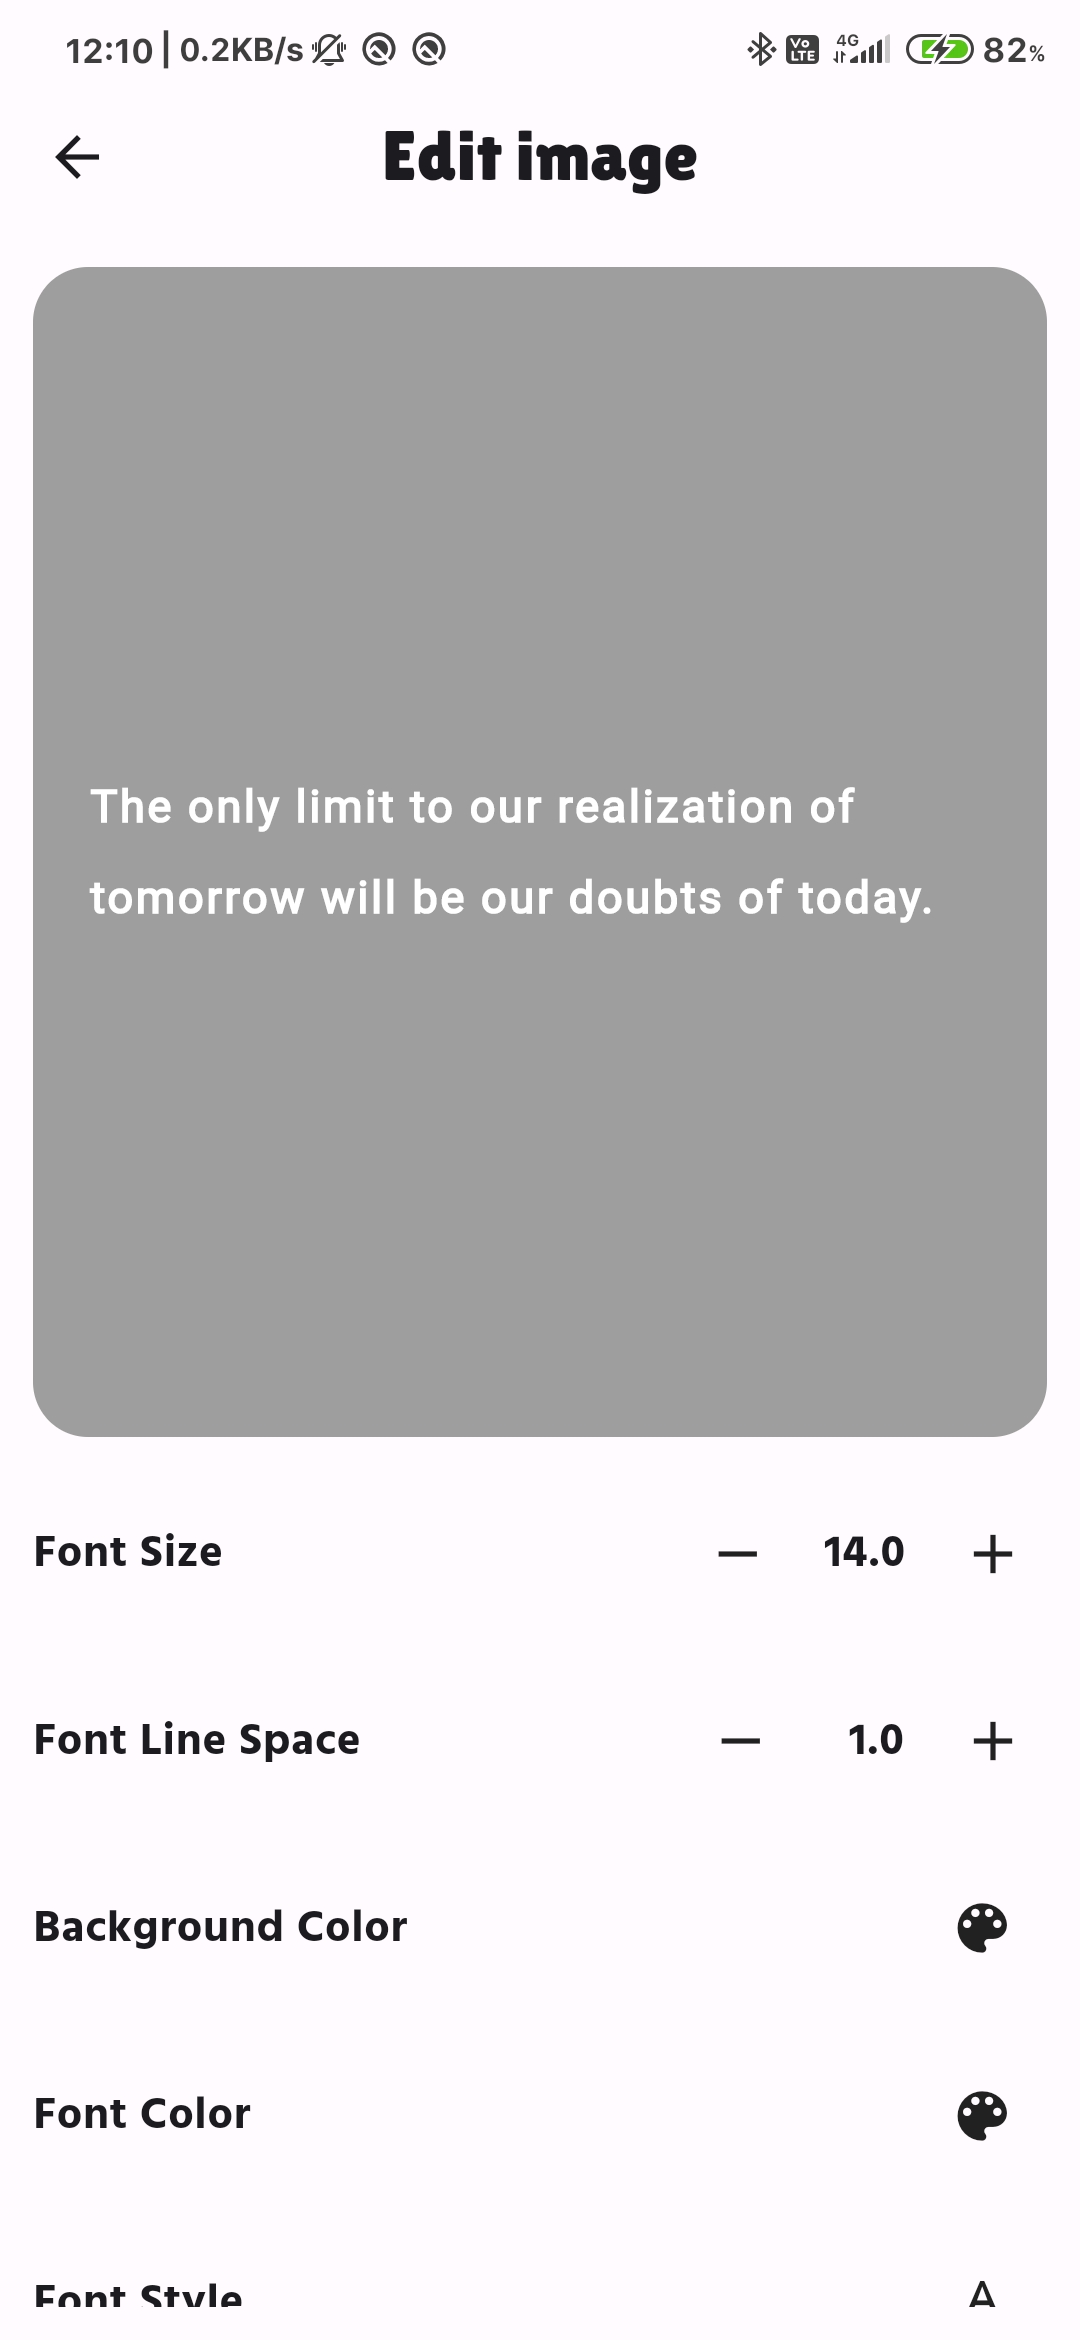 12:10 | 0.2KB/s Vo LTE 4G 82%
Edit image
The only limit to our realization of
tomorrow will be our doubts of today.
Font Size 14.0
Font Line Space 1.0
Background Color
Font Color
Font Style A